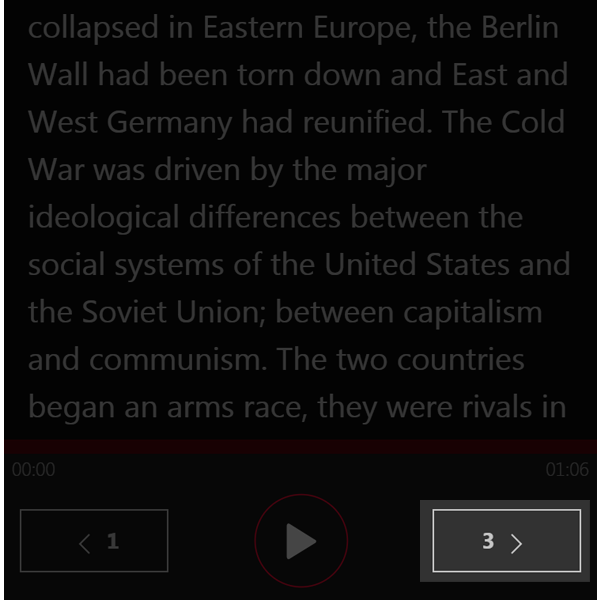 collapsed in Eastern Europe, the Berlin
Wall had been torn down and East and
West Germany had reunified. The Cold
War was driven by the major
ideological differences between the
social systems of the United States and
the Soviet Union; between capitalism
and communism. The two countries
began an arms race, they were rivals in
00:00 01:06
1 3